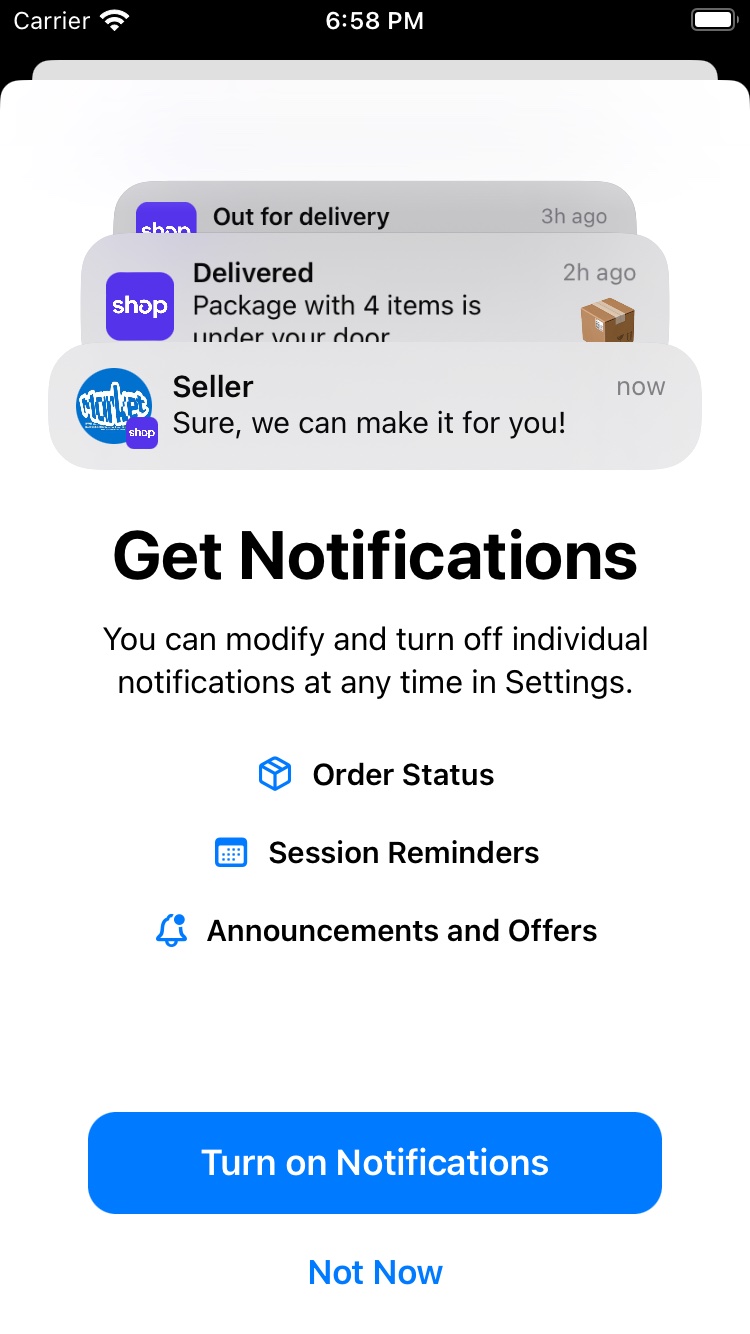 Carrier
6:58 PM
shop
Out for delivery
3h ago
shop
Delivered
2h ago
Package with 4 items is
under your door
Market
shop
Seller
now
Sure, we can make it for you!
Get Notifications
You can modify and turn off individual
notifications at any time in Settings.
Order Status
Session Reminders
Announcements and Offers
Turn on Notifications
Not Now